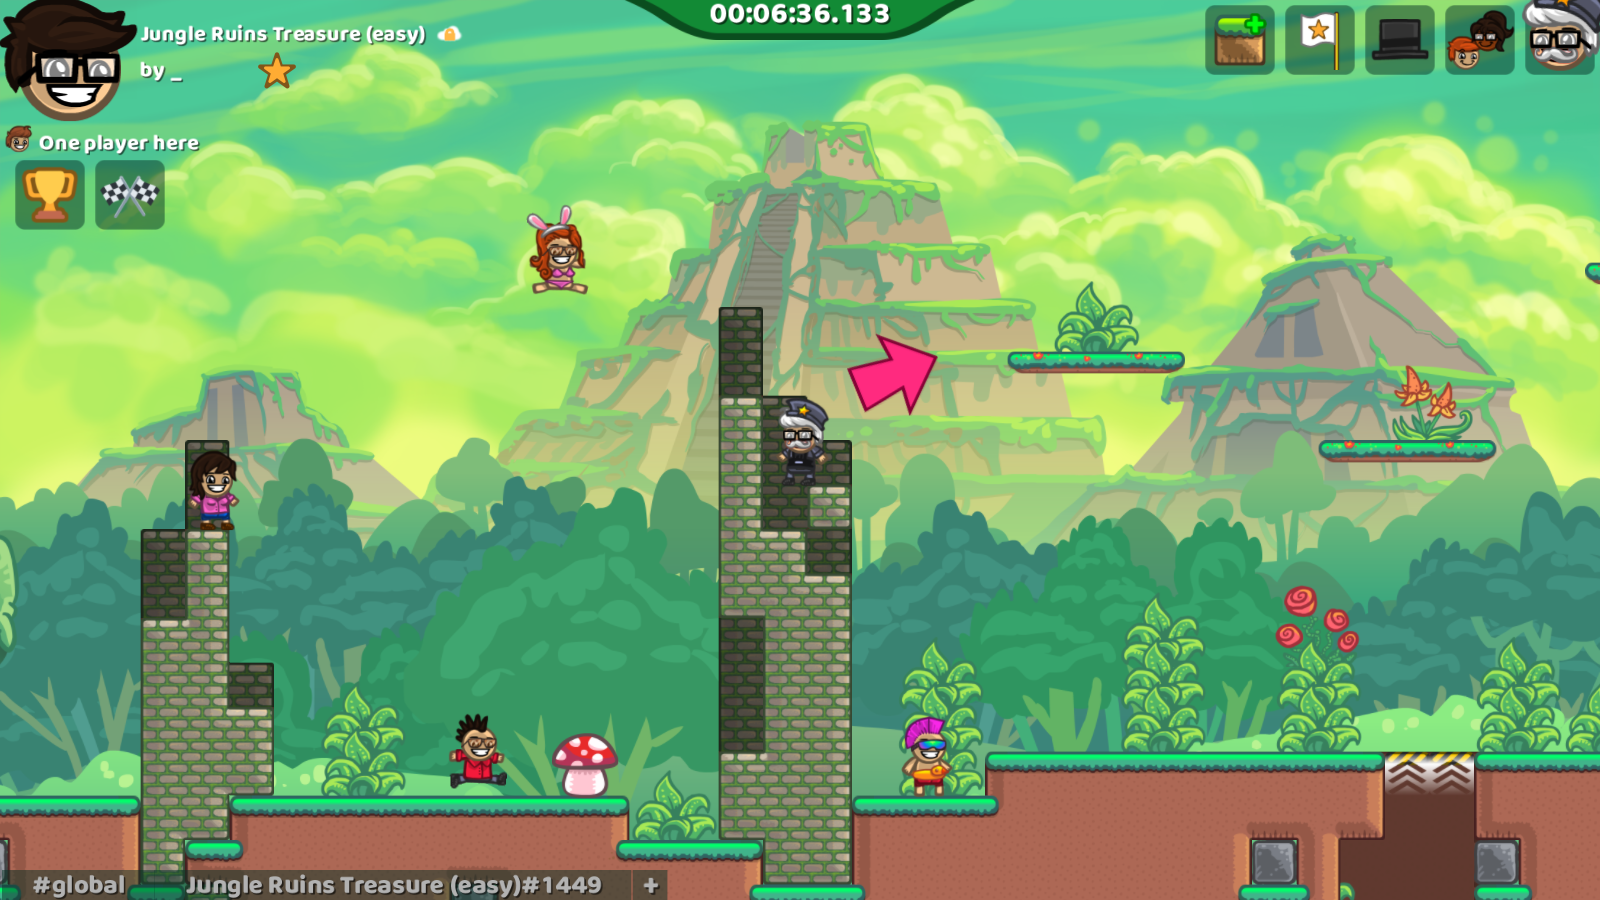 00:06:36.133
Jungle Ruins Treasure (easy)
by _
One player here
#global
Jungle Ruins Treasure (easy)#1449
+